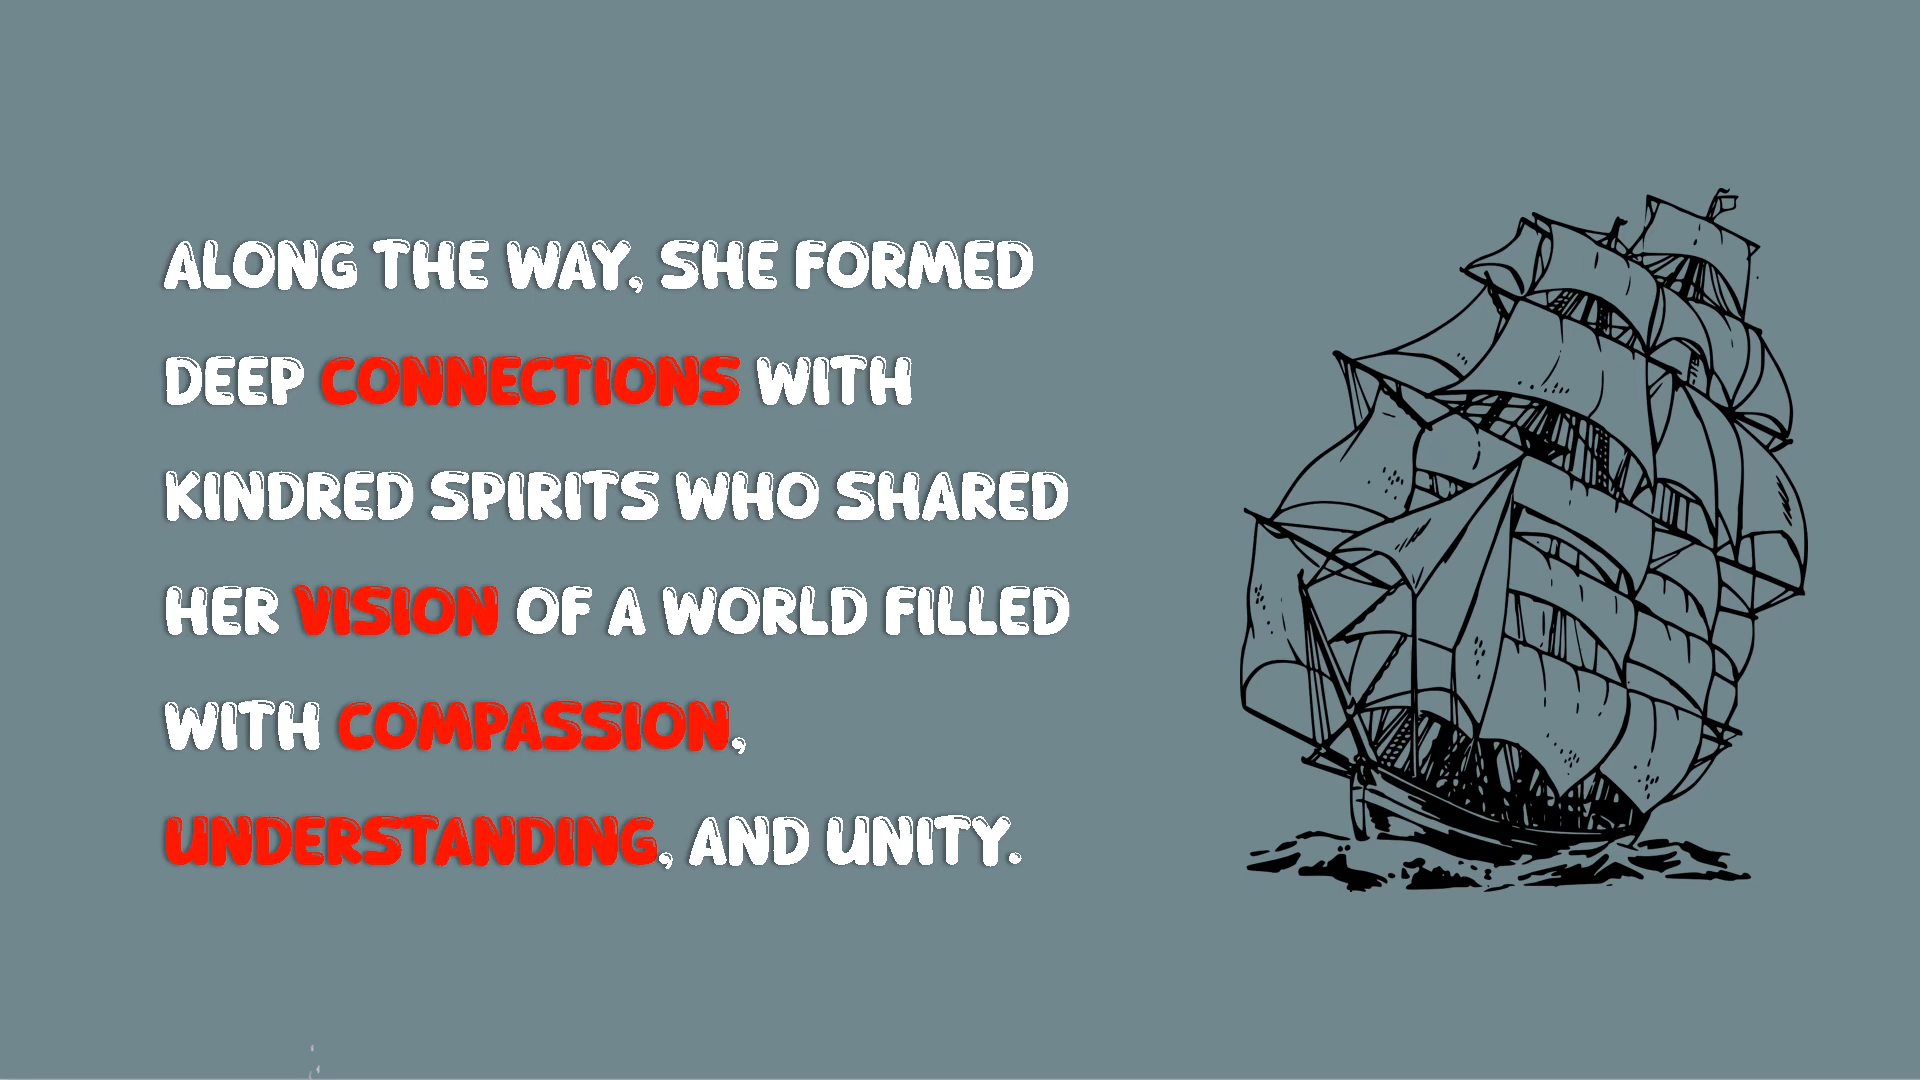 ALONG THE WAY, SHE FORMED
DEEP CONNECTIONS WITH
KINDRED SPIRITS WHO SHARED
HER VISION OF A WORLD FILLED
WITH COMPASSION,
UNDERSTANDING, AND UNITY.